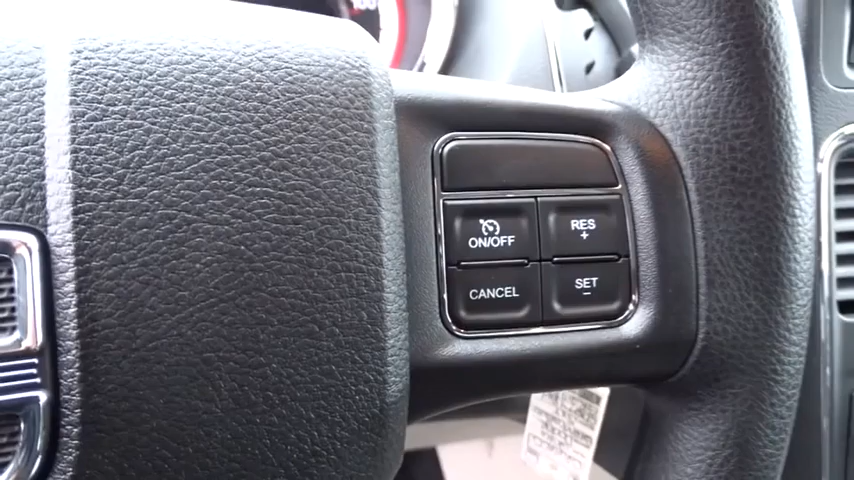 ON/OFF
RES
+
CANCEL
SET
-